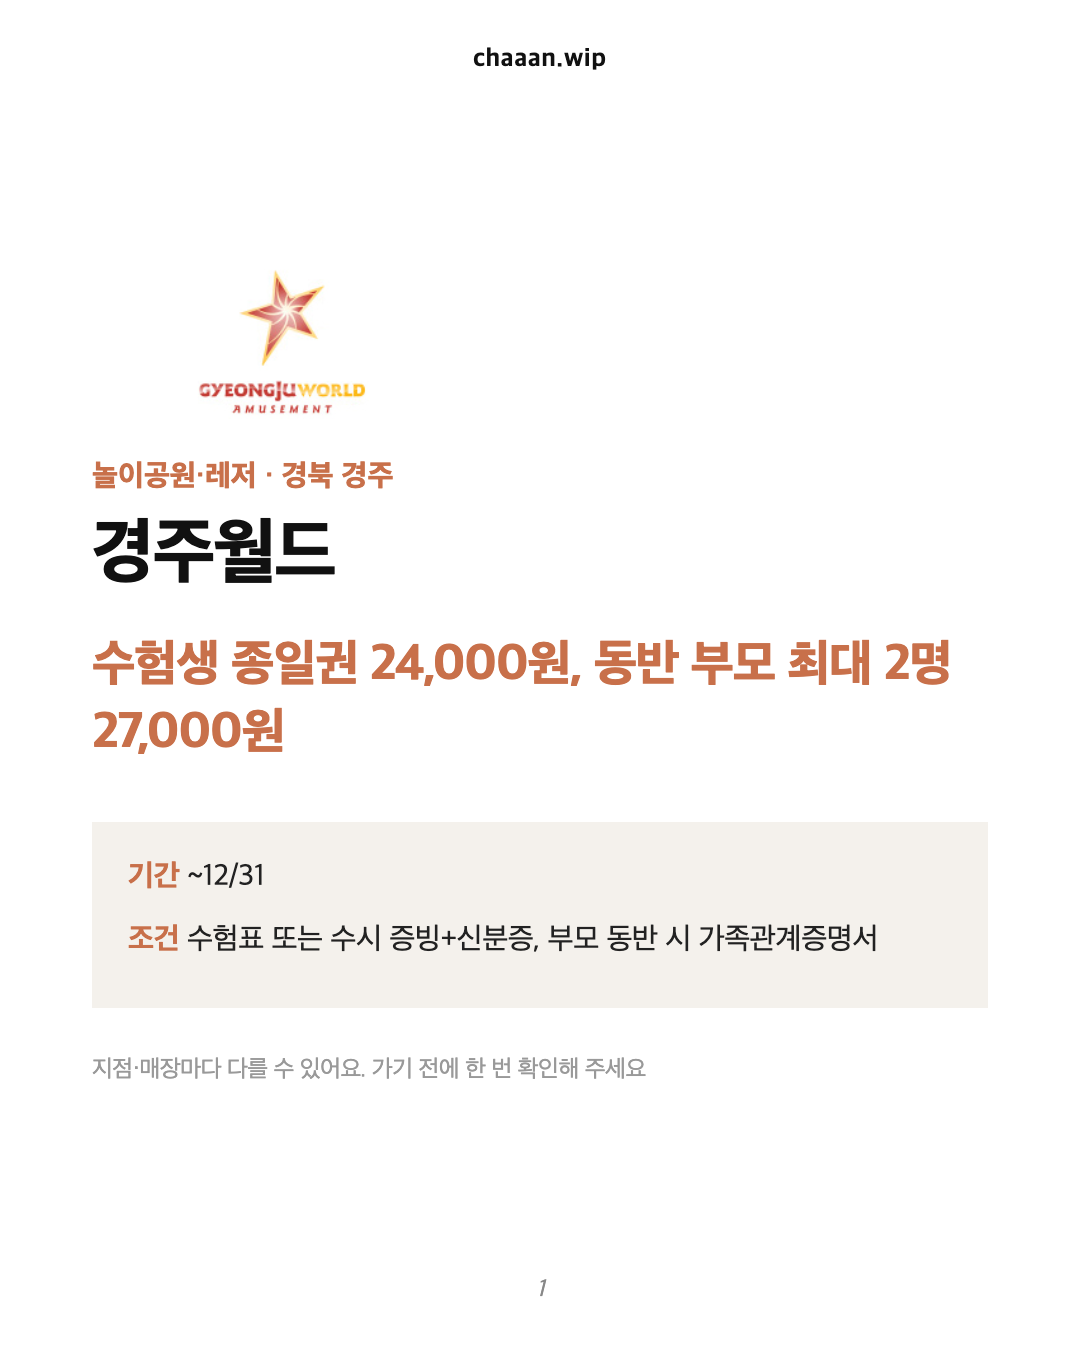 chaaan.wip
GYEONGJUWORLD
AMUSEMENT
놀이공원·레저 · 경북 경주
경주월드
수험생 종일권 24,000원, 동반 부모 최대 2명
27,000원
기간 ~12/31
조건 수험표 또는 수시 증빙+신분증, 부모 동반 시 가족관계증명서
지점·매장마다 다를 수 있어요. 가기 전에 한 번 확인해 주세요
1